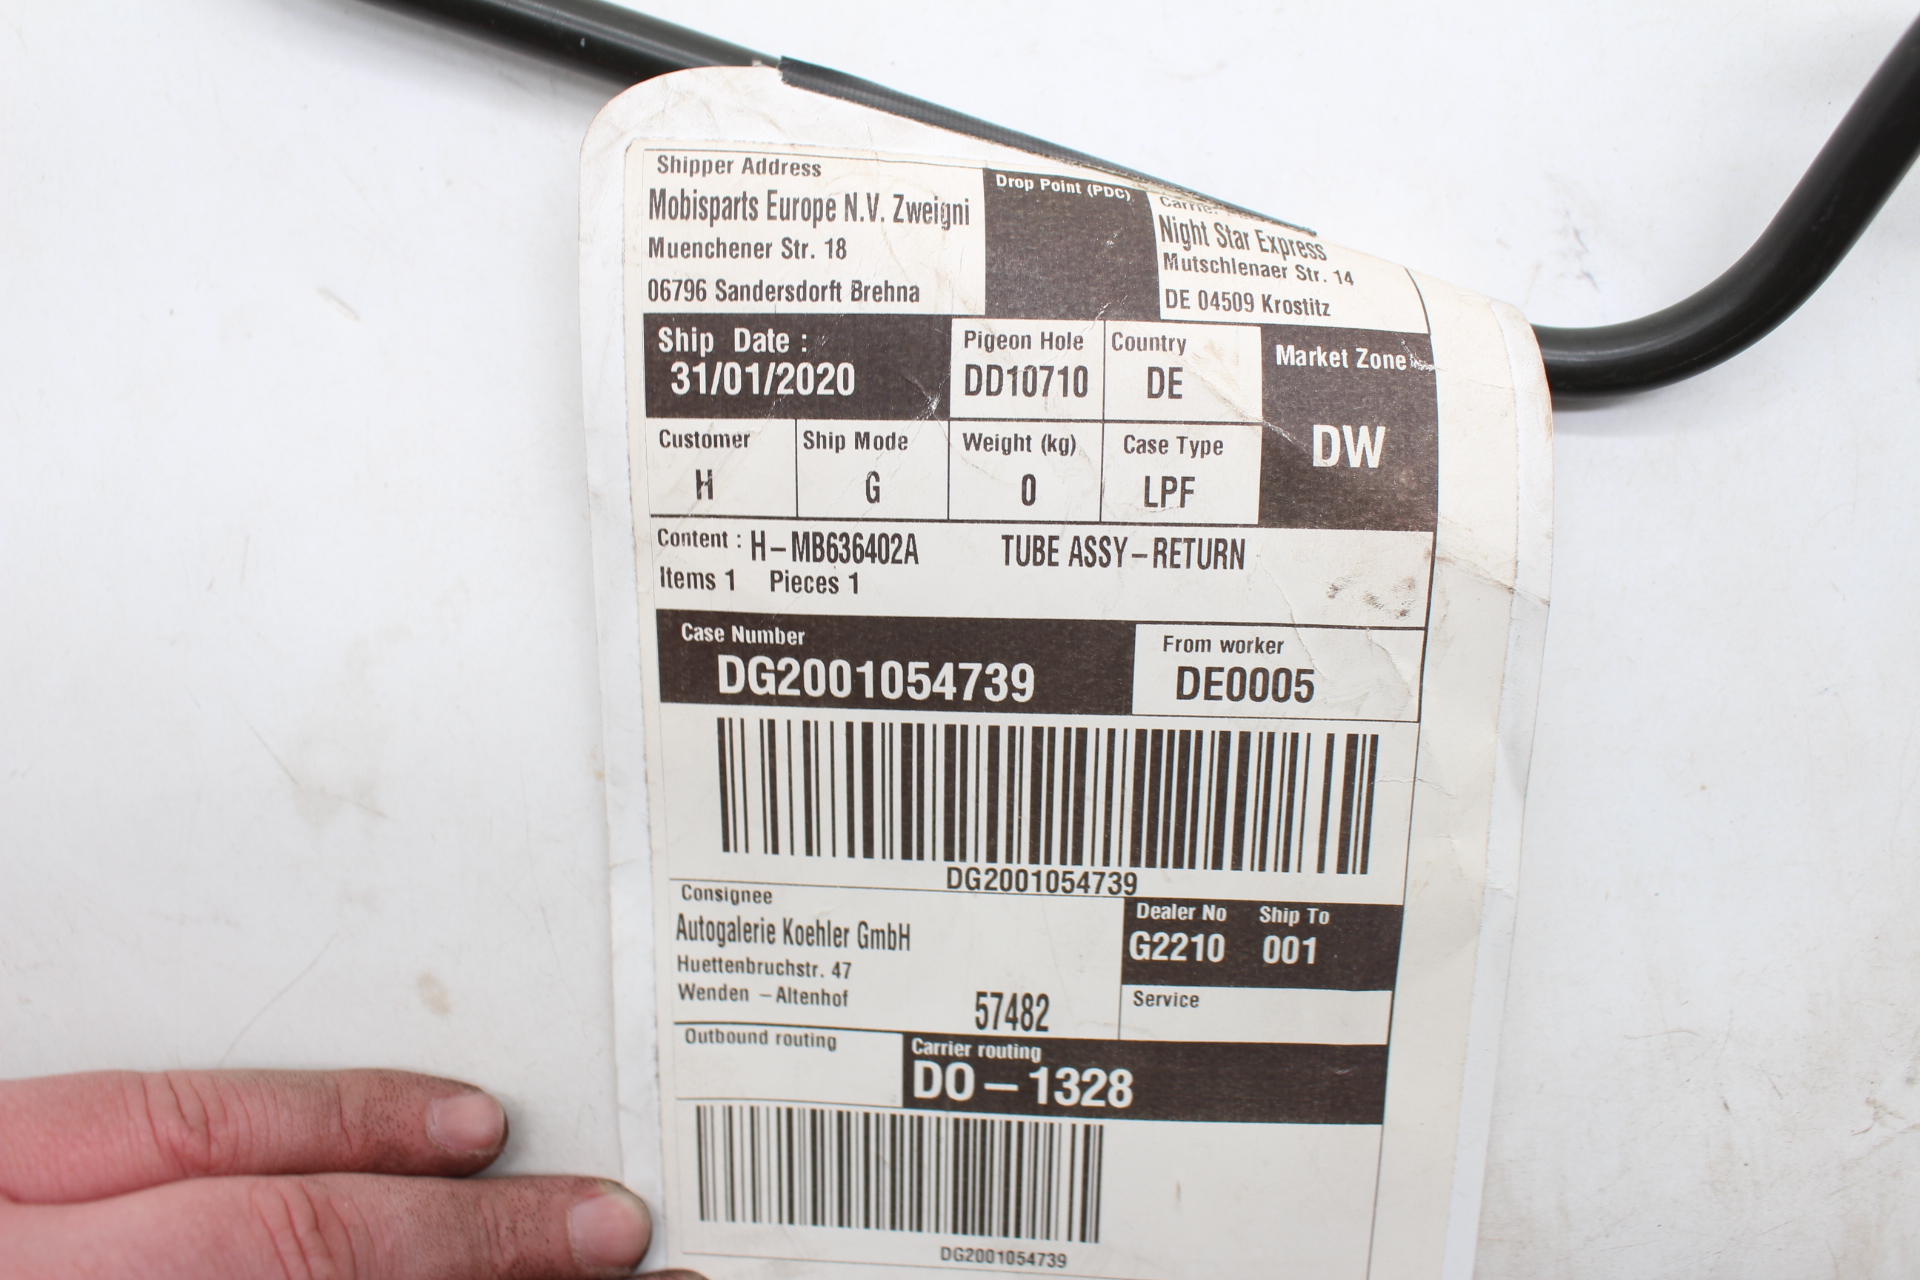 Shipper Address
Mobisparts Europe N.V. Zweigni
Muenchener Str. 18
06796 Sandersdorft Brehna
Drop Point (PDC)
Night Star Express
Mutschlenaer Str. 14
DE 04509 Krostitz
Ship Date :
31/01/2020
Pigeon Hole
DD10710
Country
DE
Market Zone
DW
Customer
H
Ship Mode
G
Weight (kg)
0
Case Type
LPF
Content : H-MB636402A TUBE ASSY-RETURN
Items 1 Pieces 1
Case Number
DG2001054739
From worker
DE0005
DG2001054739
Consignee
Autogalerie Koehler GmbH
Huettenbruchstr. 47
Wenden -Altenhof
57482
Dealer No Ship To
G2210 001
Service
Outbound routing
Carrier routing
DO-1328
DG2001054739